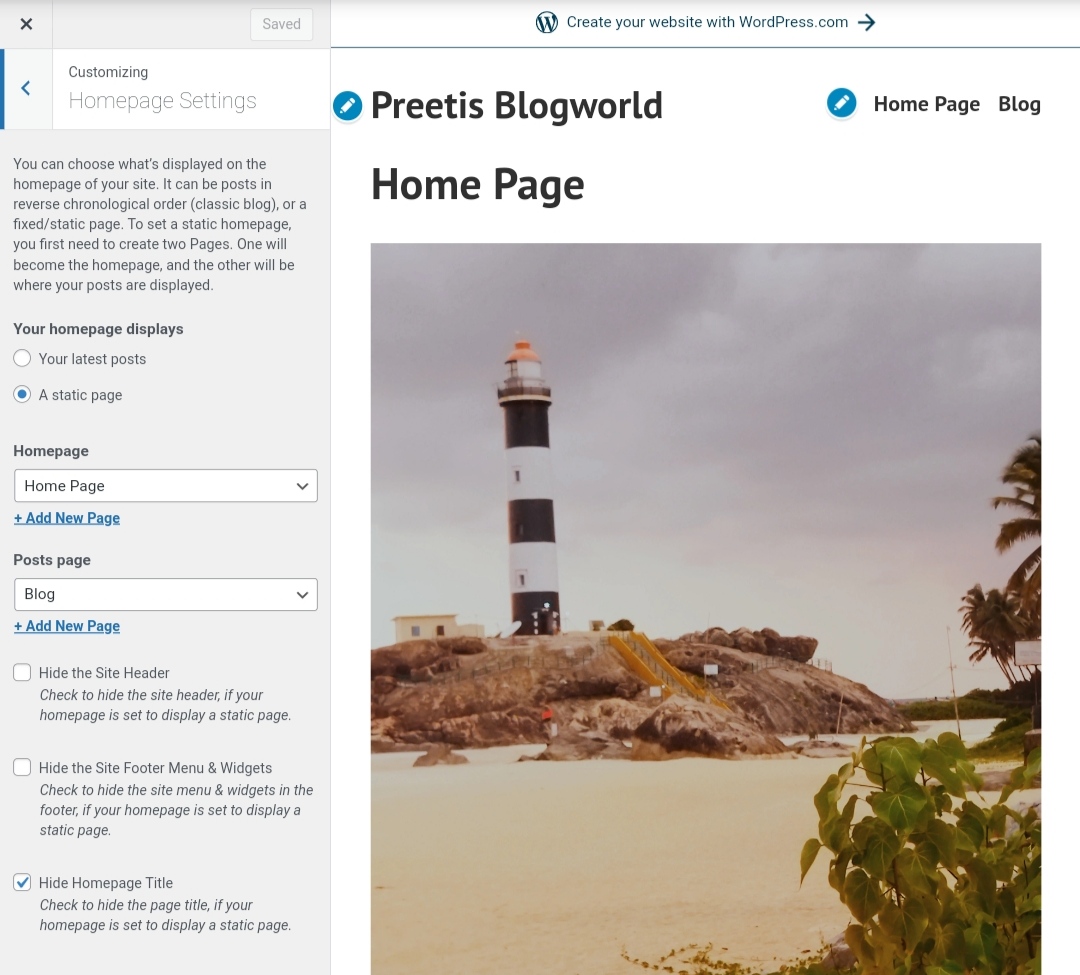 Saved
Customizing
Homepage Settings
You can choose what's displayed on the
homepage of your site. It can be posts in
reverse chronological order (classic blog), or a
fixed/static page. To set a static homepage,
you first need to create two Pages. One will
become the homepage, and the other will be
where your posts are displayed.
Your homepage displays
Your latest posts
A static page
Homepage
Home Page
+ Add New Page
Posts page
Blog
+ Add New Page
Hide the Site Header
Check to hide the site header, if your
homepage is set to display a static page.
Hide the Site Footer Menu & Widgets
Check to hide the site menu & widgets in the
footer, if your homepage is set to display a
static page.
Hide Homepage Title
Check to hide the page title, if your
homepage is set to display a static page.
Create your website with WordPress.com
Preetis Blogworld
Home Page Blog
Home Page